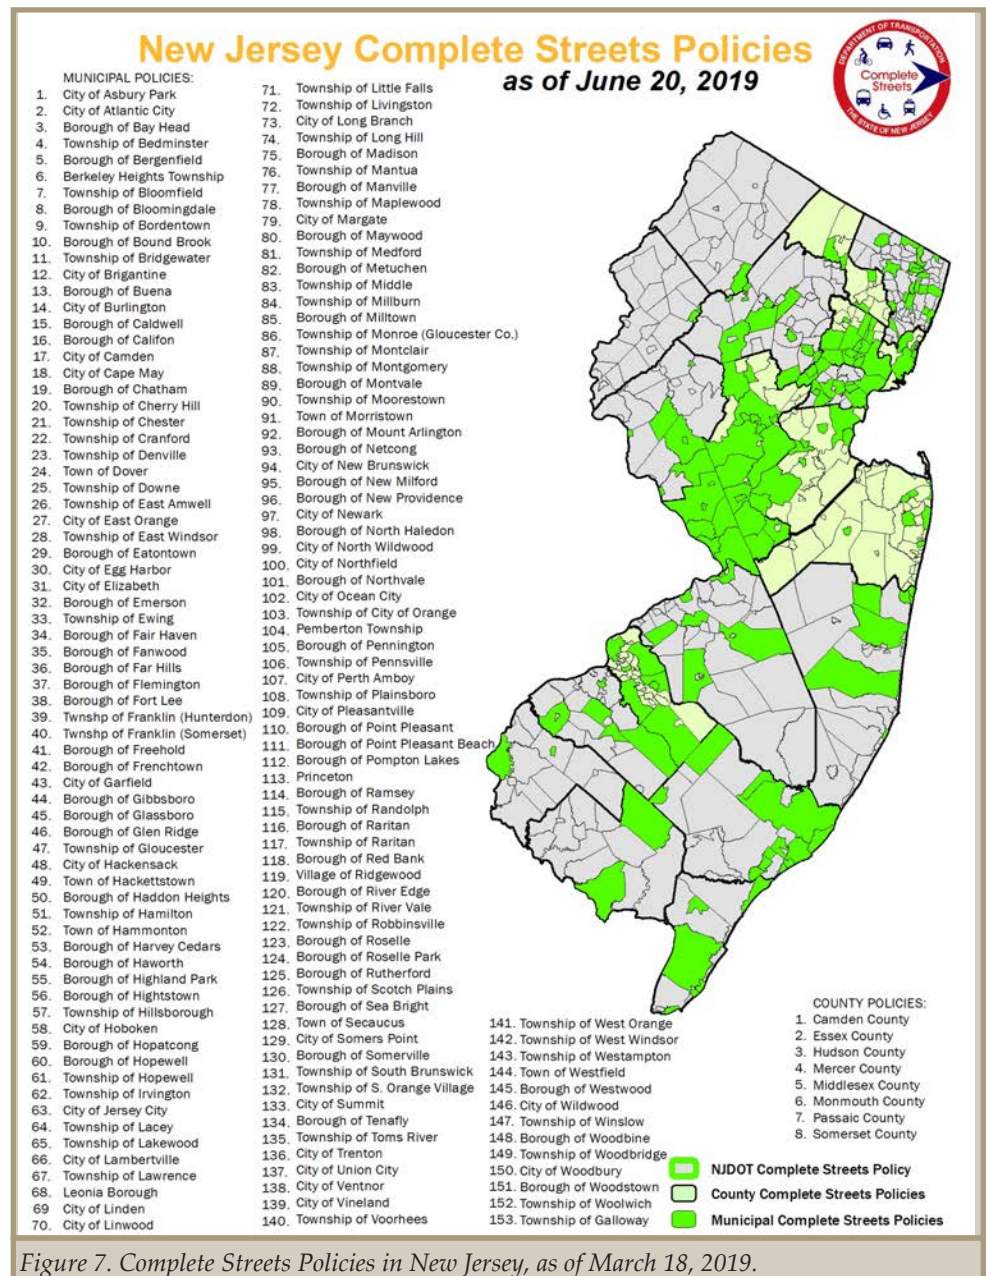 New Jersey Complete Streets Policies
as of June 20, 2019
DEPARTMENT OF TRANSPORTATION
Complete
Streets
THE STATE OF NEW JERSEY
MUNICIPAL POLICIES:
1. City of Asbury Park
2. City of Atlantic City
3. Borough of Bay Head
4. Township of Bedminster
5. Borough of Bergenfield
6. Berkeley Heights Township
7. Township of Bloomfield
8. Borough of Bloomingdale
9. Township of Bordentown
10. Borough of Bound Brook
11. Township of Bridgewater
12. City of Brigantine
13. Borough of Buena
14. City of Burlington
15. Borough of Caldwell
16. Borough of Califon
17. City of Camden
18. City of Cape May
19. Borough of Chatham
20. Township of Cherry Hill
21. Township of Chester
22. Township of Cranford
23. Township of Denville
24. Town of Dover
25. Township of Downe
26. Township of East Amwell
27. City of East Orange
28. Township of East Windsor
29. Borough of Eatontown
30. City of Egg Harbor
31. City of Elizabeth
32. Borough of Emerson
33. Township of Ewing
34. Borough of Fair Haven
35. Borough of Fanwood
36. Borough of Far Hills
37. Borough of Flemington
38. Borough of Fort Lee
39. Twnshp of Franklin (Hunterdon)
40. Twnshp of Franklin (Somerset)
41. Borough of Freehold
42. Borough of Frenchtown
43. City of Garfield
44. Borough of Gibbsboro
45. Borough of Glassboro
46. Borough of Glen Ridge
47. Township of Gloucester
48. City of Hackensack
49. Town of Hackettstown
50. Borough of Haddon Heights
51. Township of Hamilton
52. Town of Hammonton
53. Borough of Harvey Cedars
54. Borough of Haworth
55. Borough of Highland Park
56. Borough of Hightstown
57. Township of Hillsborough
58. City of Hoboken
59. Borough of Hopatcong
60. Borough of Hopewell
61. Township of Hopewell
62. Township of Irvington
63. City of Jersey City
64. Township of Lacey
65. Township of Lakewood
66. City of Lambertville
67. Township of Lawrence
68. Leonia Borough
69 City of Linden
70. City of Linwood
71. Township of Little Falls
72. Township of Livingston
73. City of Long Branch
74. Township of Long Hill
75. Borough of Madison
76. Township of Mantua
77. Borough of Manville
78. Township of Maplewood
79. City of Margate
80. Borough of Maywood
81. Township of Medford
82. Borough of Metuchen
83. Township of Middle
84. Township of Millburn
85. Borough of Milltown
86. Township of Monroe (Gloucester Co.)
87. Township of Montclair
88. Township of Montgomery
89. Borough of Montvale
90. Township of Moorestown
91. Town of Morristown
92. Borough of Mount Arlington
93. Borough of Netcong
94. City of New Brunswick
95. Borough of New Milford
96. Borough of New Providence
97. City of Newark
98. Borough of North Haledon
99. City of North Wildwood
100. City of Northfield
101. Borough of Northvale
102. City of Ocean City
103. Township of City of Orange
104. Pemberton Township
105. Borough of Pennington
106. Township of Pennsville
107. City of Perth Amboy
108. Township of Plainsboro
109. City of Pleasantville
110. Borough of Point Pleasant
111. Borough of Point Pleasant Beach
112. Borough of Pompton Lakes
113. Princeton
114. Borough of Ramsey
115. Township of Randolph
116. Borough of Raritan
117. Township of Raritan
118. Borough of Red Bank
119. Village of Ridgewood
120. Borough of River Edge
121. Township of River Vale
122. Township of Robbinsville
123. Borough of Roselle
124. Borough of Roselle Park
125. Borough of Rutherford
126. Township of Scotch Plains
127. Borough of Sea Bright
128. Town of Secaucus
129. City of Somers Point
130. Borough of Somerville
131. Township of South Brunswick
132. Township of S. Orange Village
133. City of Summit
134. Borough of Tenafly
135. Township of Toms River
136. City of Trenton
137. City of Union City
138. City of Ventnor
139. City of Vineland
140. Township of Voorhees
141. Township of West Orange
142. Township of West Windsor
143. Township of Westampton
144. Town of Westfield
145. Borough of Westwood
146. City of Wildwood
147. Township of Winslow
148. Borough of Woodbine
149. Township of Woodbridge
150. City of Woodbury
151. Borough of Woodstown
152. Township of Woolwich
153. Township of Galloway
COUNTY POLICIES:
1. Camden County
2. Essex County
3. Hudson County
4. Mercer County
5. Middlesex County
6. Monmouth County
7. Passaic County
8. Somerset County
NJDOT Complete Streets Policy
County Complete Streets Policies
Municipal Complete Streets Policies
Figure 7. Complete Streets Policies in New Jersey, as of March 18, 2019.